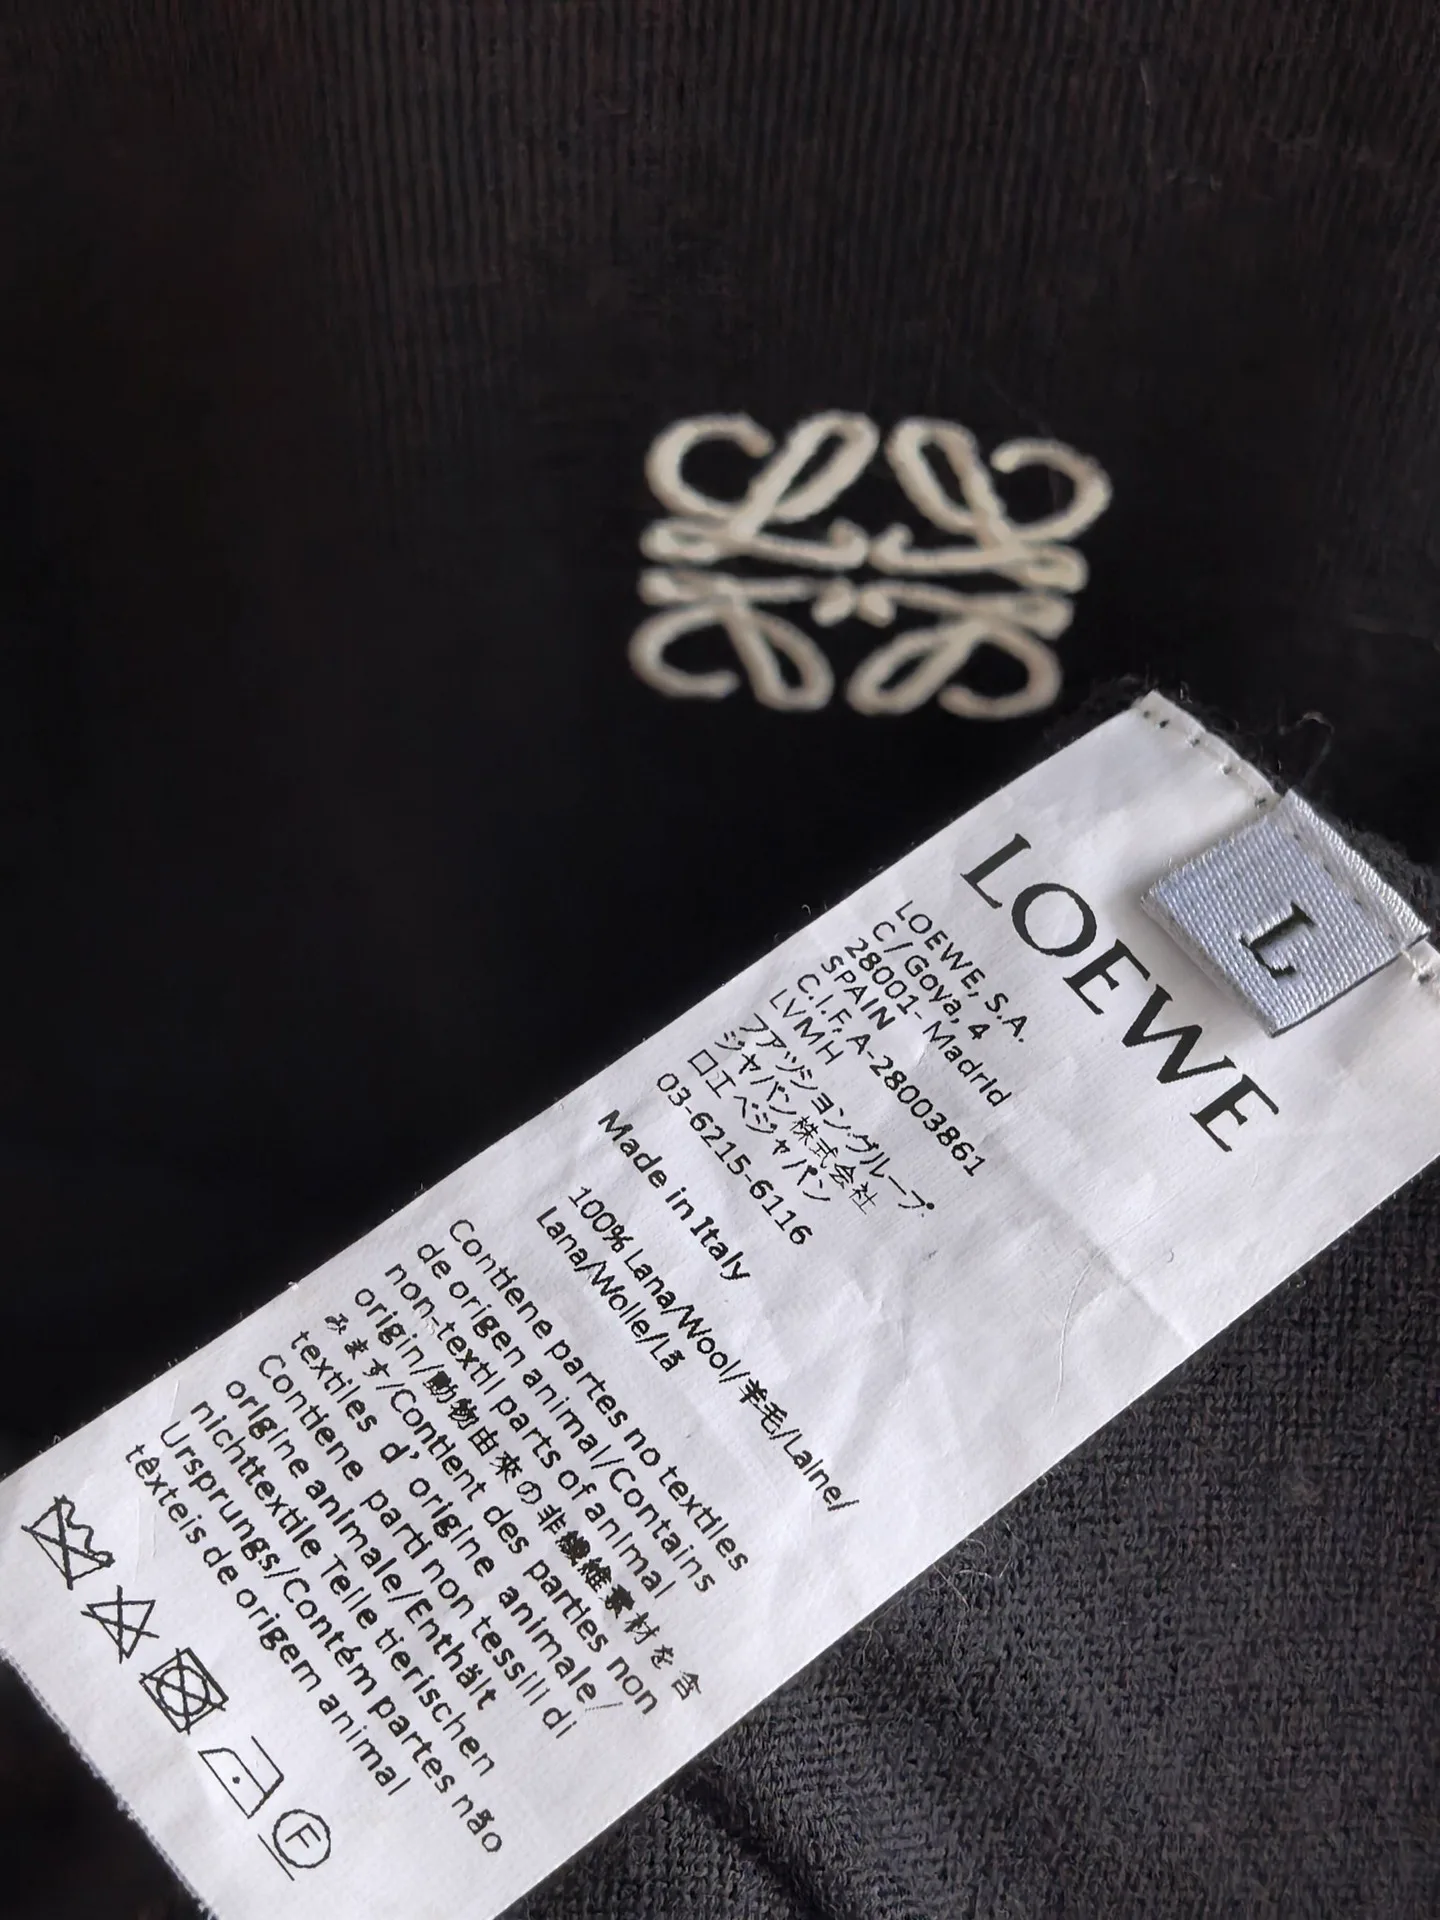 L
LOEWE
LOEWE, S.A.
C/Goya, 4
28001- Madrid
SPAIN
C.I.F. A-28003861
LVMH
ファッション.グループ.
ジャパン株式会社
ロエベジャパン
03-6215-6116
Made in Italy
100% Lana/Wool/羊毛/Laine/
Lana/Wolle/Lã
Contiene partes no textiles
de origen animal/Contains
non-textil parts of animal
origin/動物由来の非繊維素材を含
みます/Contient des parties non
textiles d' origine animale/
Contiene parti non tessili di
origine animale/Enthält
nichttextile Teile tierischen
Ursprungs/Contém partes não
têxteis de origem animal
F